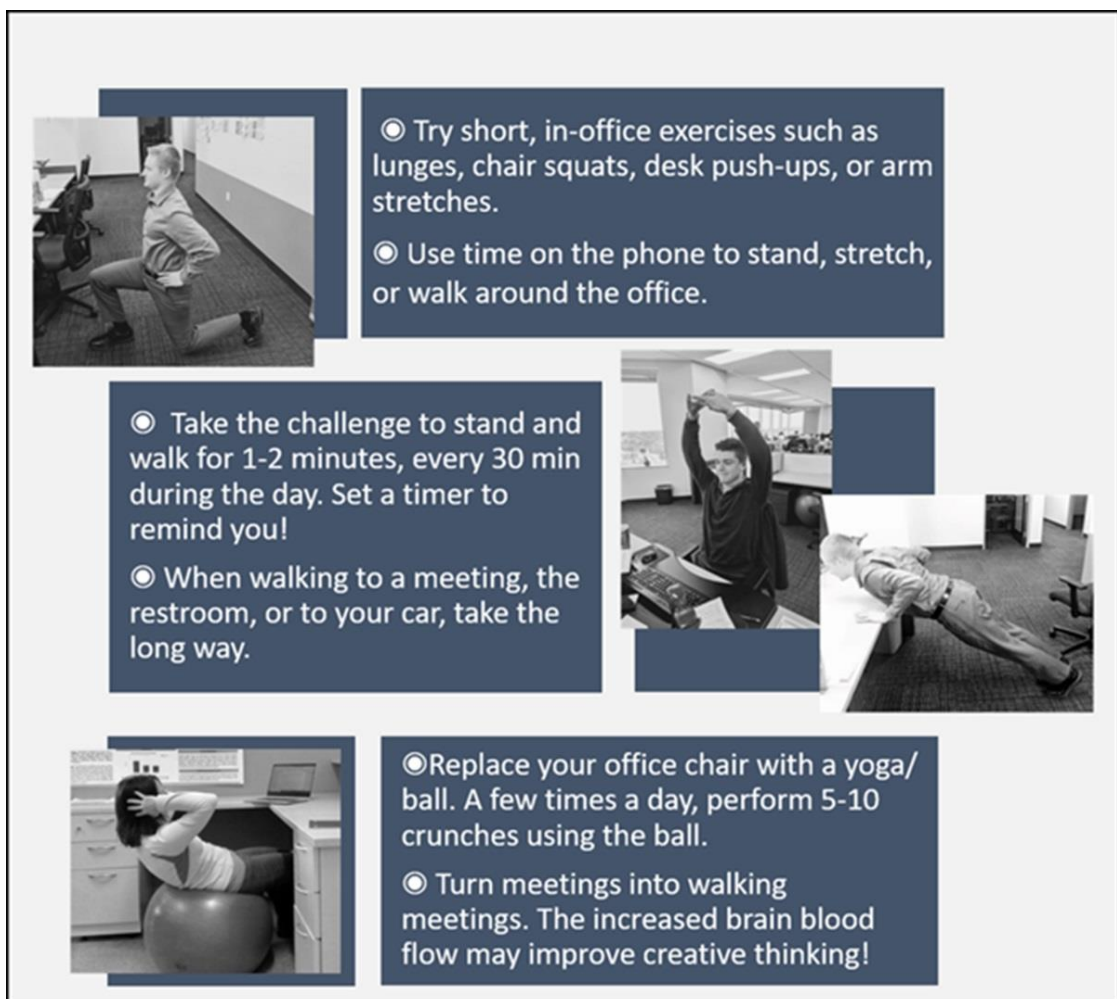 ◉ Try short, in-office exercises such as
lunges, chair squats, desk push-ups, or arm
stretches.
◉ Use time on the phone to stand, stretch,
or walk around the office.
◉ Take the challenge to stand and
walk for 1-2 minutes, every 30 min
during the day. Set a timer to
remind you!
◉ When walking to a meeting, the
restroom, or to your car, take the
long way.
◉Replace your office chair with a yoga/
ball. A few times a day, perform 5-10
crunches using the ball.
◉ Turn meetings into walking
meetings. The increased brain blood
flow may improve creative thinking!